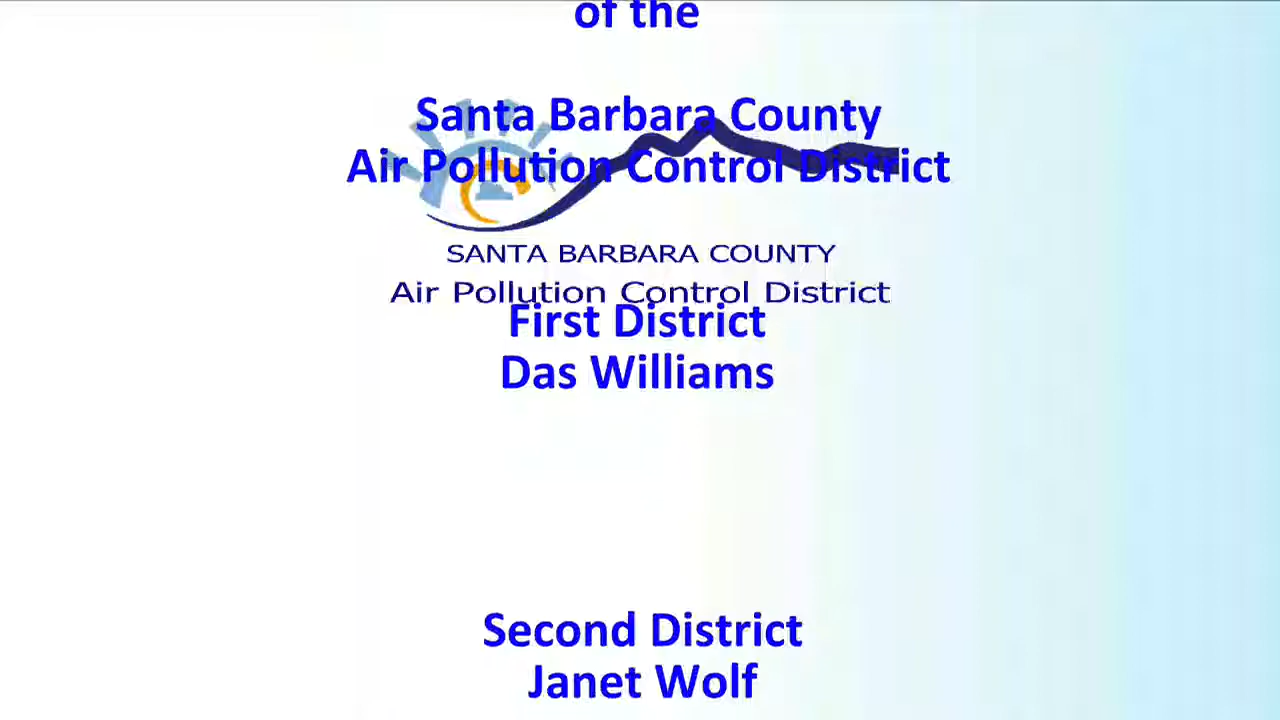 of the
Santa Barbara County
Air Pollution Control District
SANTA BARBARA COUNTY
Air Pollution Control District
First District
Das Williams
Second District
Janet Wolf